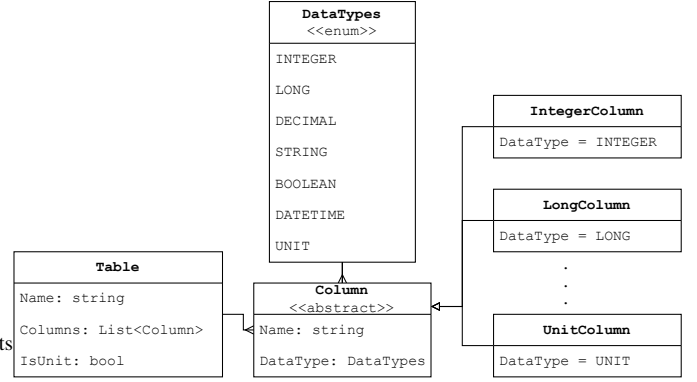 DataTypes
<<enum>>
INTEGER
LONG
DECIMAL
STRING
BOOLEAN
DATETIME
UNIT
Table
Name: string
Columns: List<Column>
IsUnit: bool
ts
Column
<<abstract>>
Name: string
DataType: DataTypes
IntegerColumn
DataType = INTEGER
LongColumn
DataType = LONG
.
.
.
UnitColumn
DataType = UNIT